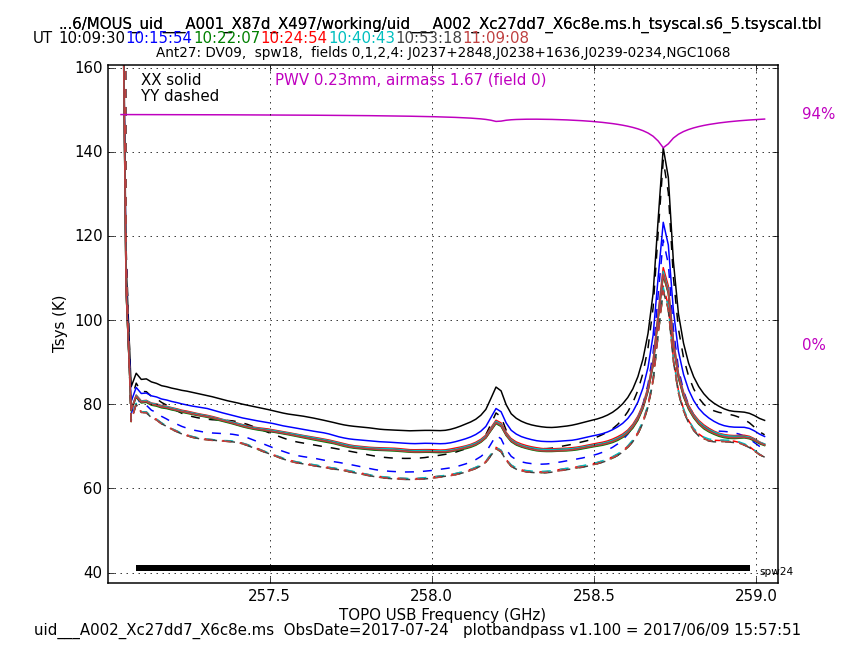 ...6/MOUS_uid___A001_X87d_X497/working/uid___A002_Xc27dd7_X6c8e.ms.h_tsyscal.s6_5.tsyscal.tbl
UT 10:09:30 10:15:54 10:22:07 10:24:54 10:40:43 10:53:18 11:09:08
Ant27: DV09, spw18, fields 0,1,2,4: J0237+2848,J0238+1636,J0239-0234,NGC1068
XX solid
YY dashed
PWV 0.23mm, airmass 1.67 (field 0)
94%
0%
160
140
120
100
80
60
40
Tsys (K)
spw24
257.5 258.0 258.5 259.0
TOPO USB Frequency (GHz)
uid___A002_Xc27dd7_X6c8e.ms ObsDate=2017-07-24 plotbandpass v1.100 = 2017/06/09 15:57:51